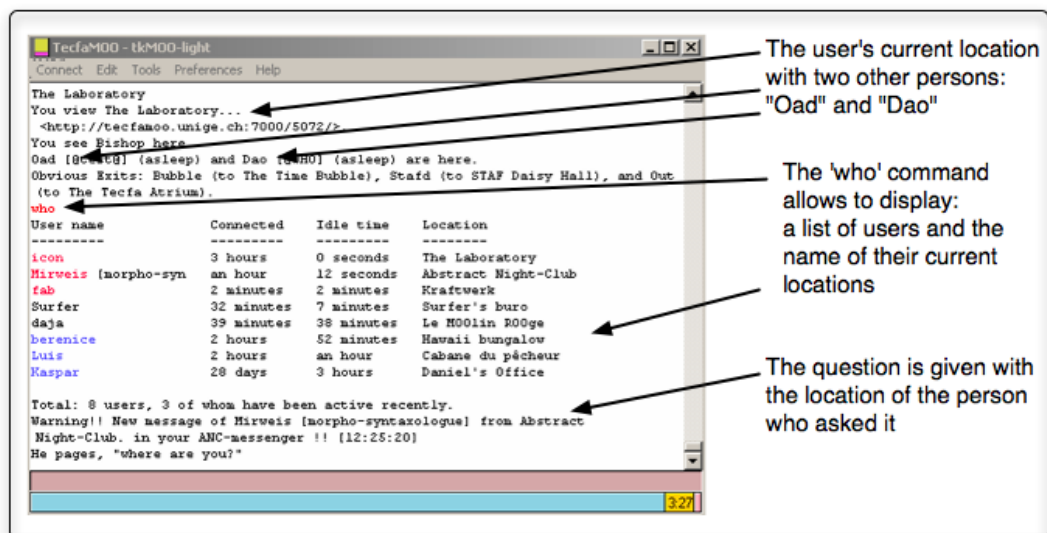 TecfaMOO - tkMOO-light
Connect Edit Tools Preferences Help
The Laboratory
You view The Laboratory...
<http://tecfamoo.unige.ch:7000/5072/>.
You see Bishop here
Oad [@test@] (asleep) and Dao [@WHO] (asleep) are here.
Obvious Exits: Bubble (to The Time Bubble), Stafd (to STAF Daisy Hall), and Out
(to The Tecfa Atrium).
who
User name Connected Idle time Location
--------- --------- --------- --------
icon 3 hours 0 seconds The Laboratory
Mirweis [morpho-syn an hour 12 seconds Abstract Night-Club
fab 2 minutes 2 minutes Kraftwerk
Surfer 32 minutes 7 minutes Surfer's buro
daja 39 minutes 38 minutes Le MOOlin ROOge
berenice 2 hours 52 minutes Hawaii bungalow
Luis 2 hours an hour Cabane du pêcheur
Kaspar 28 days 3 hours Daniel's Office
Total: 8 users, 3 of whom have been active recently.
Warning!! New message of Mirweis [morpho-syntaxologue] from Abstract
Night-Club. in your ANC-messenger !! [12:25:20]
He pages, "where are you?"
3:27
The user's current location
with two other persons:
"Oad" and "Dao"
The 'who' command
allows to display:
a list of users and the
name of their current
locations
The question is given with
the location of the person
who asked it